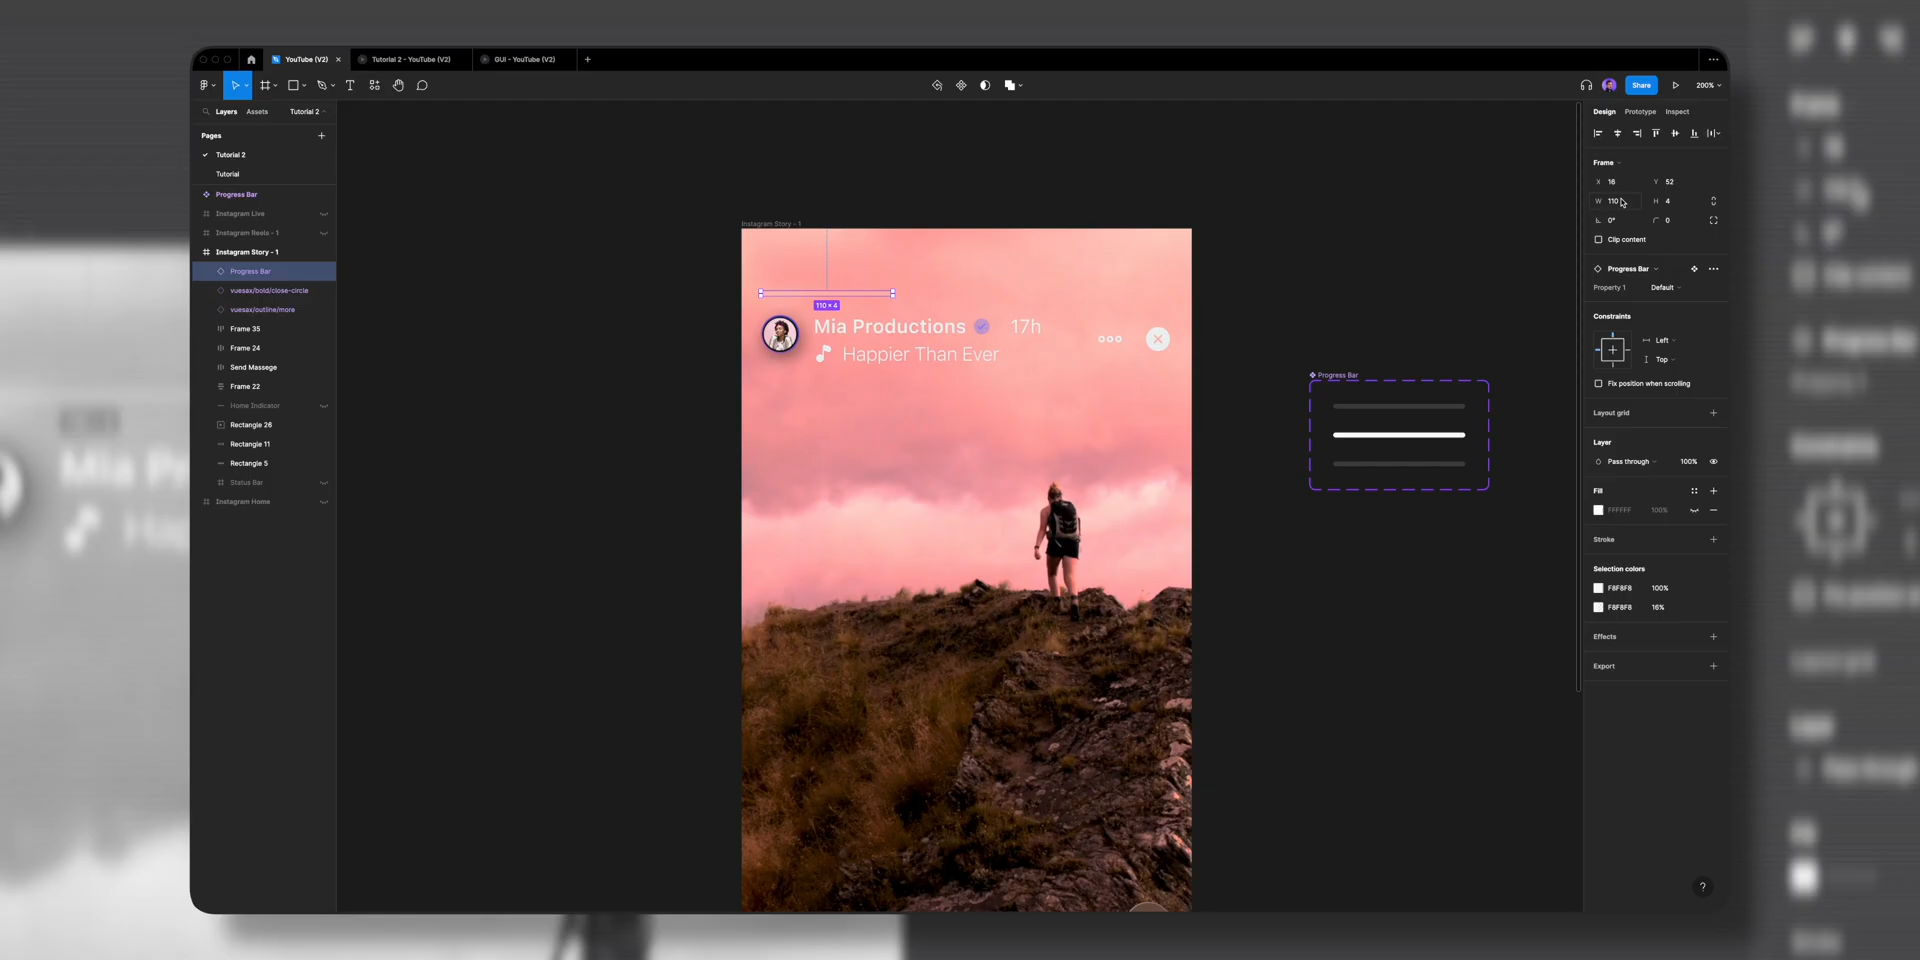 YouTube (V2)
Tutorial 2 - YouTube (V2)
GUI - YouTube (V2)
Share
200%
Layers
Assets
Tutorial 2
Pages
Tutorial 2
Tutorial
Progress Bar
Instagram Live
Instagram Reels - 1
Instagram Story - 1
Progress Bar
vuesax/bold/close-circle
vuesax/outline/more
Frame 35
Frame 24
Send Massege
Frame 22
Home Indicator
Rectangle 26
Rectangle 11
Rectangle 5
Status Bar
Instagram Home
Instagram Story - 1
110 × 4
Mia Productions
17h
Happier Than Ever
Progress Bar
Design
Prototype
Inspect
Frame
X 16
Y 52
W 110
H 4
0°
0
Clip content
Progress Bar
Property 1
Default
Constraints
Left
Top
Fix position when scrolling
Layout grid
Layer
Pass through
100%
Fill
FFFFFF
100%
Stroke
Selection colors
F8F8F8
100%
F8F8F8
16%
Effects
Export
?
Mia Pr